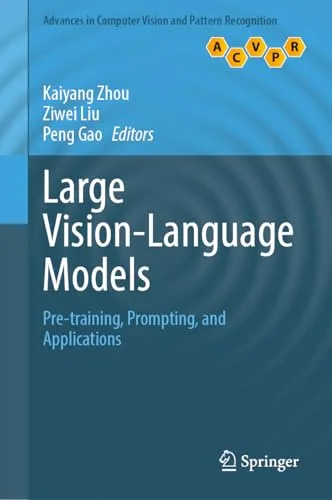 Advances in Computer Vision and Pattern Recognition
A C V P R
Kaiyang Zhou
Ziwei Liu
Peng Gao Editors
Large
Vision-Language
Models
Pre-training, Prompting, and
Applications
Springer